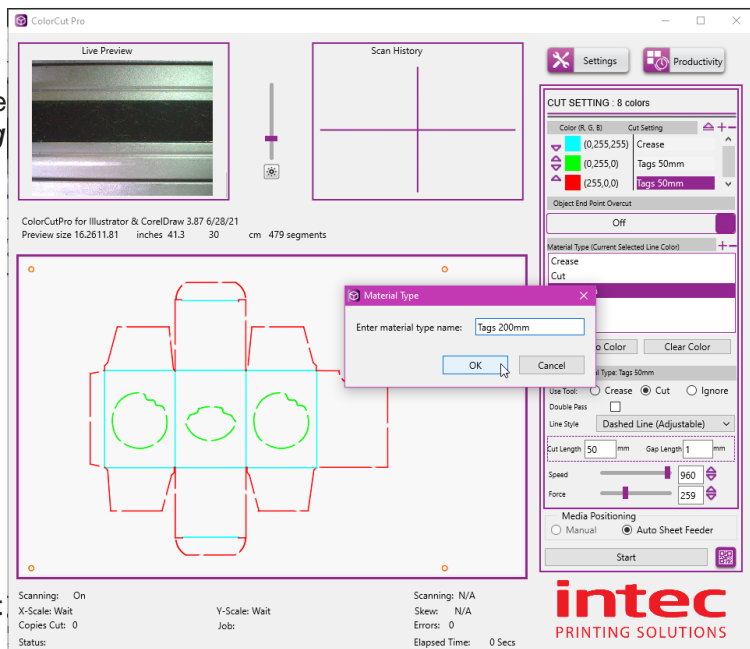 ColorCut Pro
Live Preview
Scan History
Settings
Productivity
CUT SETTING : 8 colors
Color (R, G, B) Cut Setting
(0,255,255) Crease
(0,255,0) Tags 50mm
(255,0,0) Tags 50mm
Object End Point Overcut
Off
ColorCutPro for Illustrator & CorelDraw 3.87 6/28/21
Preview size 16.2611.81 inches 41.3 30 cm 479 segments
Material Type (Current Selected Line Color)
Crease
Cut
Material Type
Enter material type name: Tags 200mm
OK Cancel
o Color Clear Color
al Type: Tags 50mm
Use Tool: Crease Cut Ignore
Double Pass
Line Style Dashed Line (Adjustable)
Cut Length 50 mm Gap Length 1 mm
Speed 960
Force 259
Media Positioning
Manual Auto Sheet Feeder
Start
Scanning: On
X-Scale: Wait Y-Scale: Wait
Copies Cut: 0 Job:
Status:
Scanning: N/A
Skew: N/A
Errors: 0
Elapsed Time: 0 Secs
intec
PRINTING SOLUTIONS